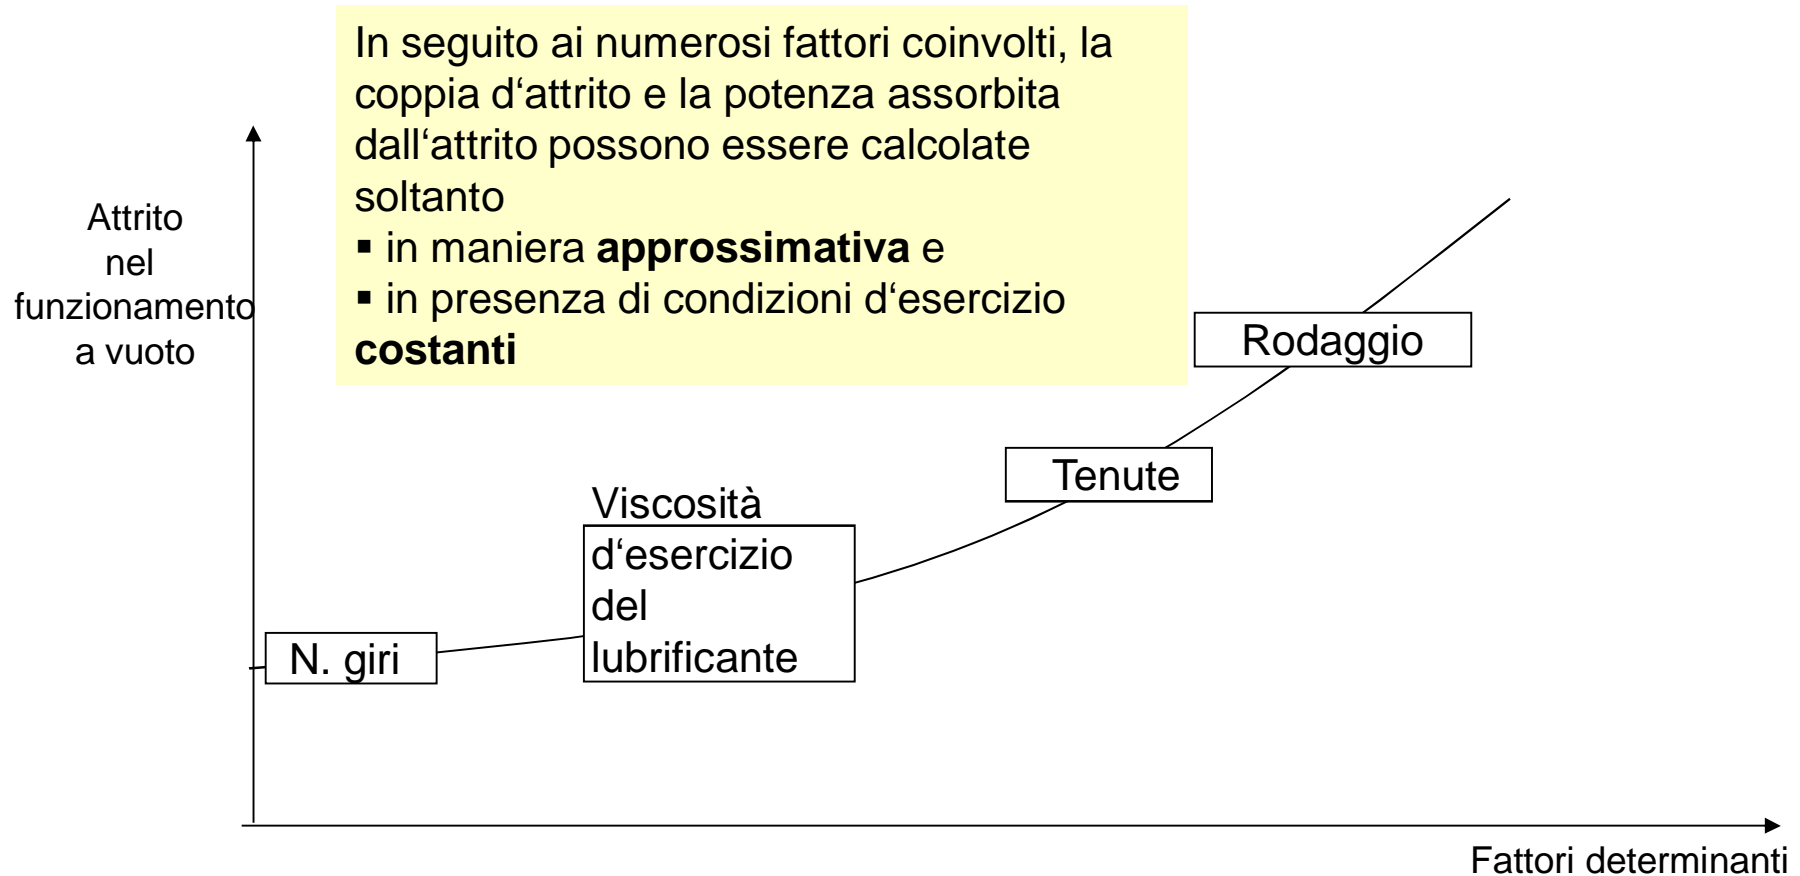 In seguito ai numerosi fattori coinvolti, la
coppia d‘attrito e la potenza assorbita
dall‘attrito possono essere calcolate
soltanto
▪ in maniera approssimativa e
▪ in presenza di condizioni d‘esercizio
costanti
Attrito
nel
funzionamento
a vuoto
Rodaggio
Tenute
Viscosità
d‘esercizio
del
lubrificante
N. giri
Fattori determinanti